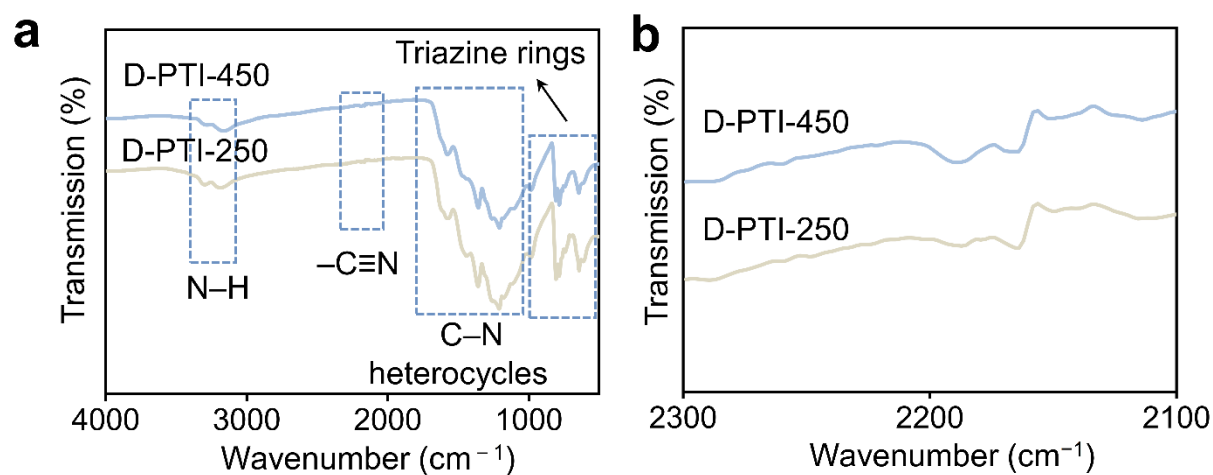 a
Transmission (%)
D-PTI-450
D-PTI-250
Triazine rings
N–H
–C≡N
C–N
heterocycles
4000 3000 2000 1000
Wavenumber (cm⁻¹)
b
Transmission (%)
D-PTI-450
D-PTI-250
2300 2200 2100
Wavenumber (cm⁻¹)